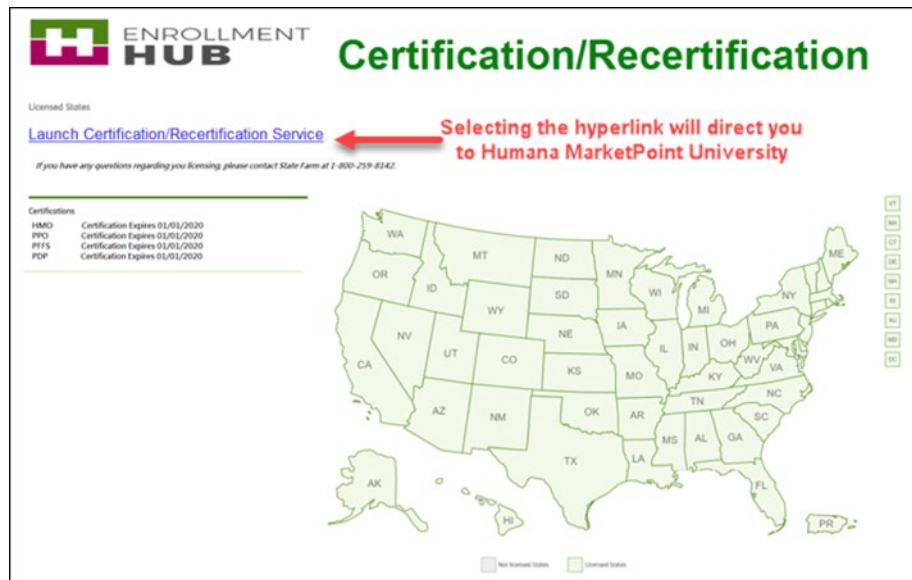 ENROLLMENT
HUB
Certification/Recertification
Licensed States
Launch Certification/Recertification Service
Selecting the hyperlink will direct you
to Humana MarketPoint University
If you have any questions regarding you licensing, please contact State Farm at 1-800-259-8142.
Certifications
HMO Certification Expires 01/01/2020
PPO Certification Expires 01/01/2020
PFFS Certification Expires 01/01/2020
PDP Certification Expires 01/01/2020
WA
MT
ND
MN
ME
OR
ID
SD
WI
MI
NY
WY
NE
IA
PA
NV
UT
CO
IL
IN
OH
CA
KS
MO
WV
VA
KY
NC
AZ
NM
OK
AR
TN
SC
MS
AL
GA
TX
LA
FL
AK
HI
PR
VT
MA
CT
DE
NH
RI
NJ
MD
DC
Not licensed States
Licensed States